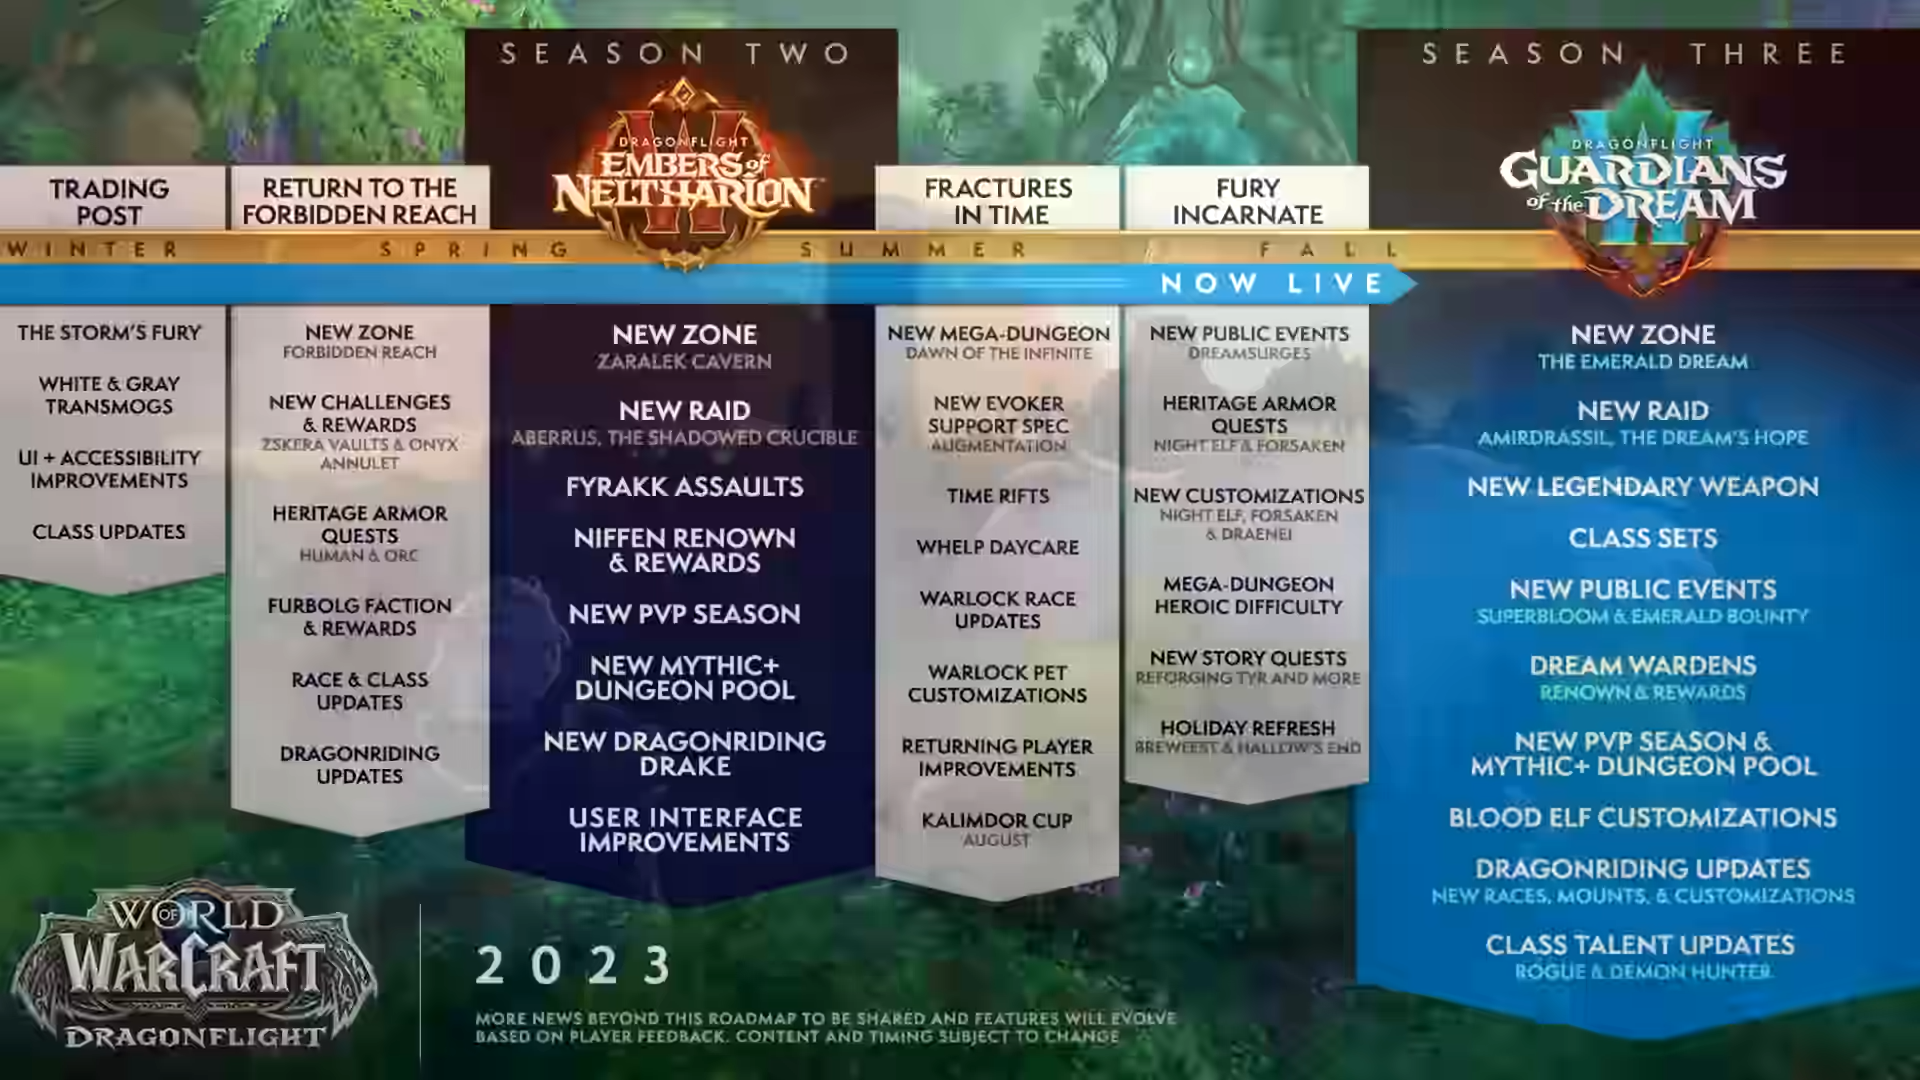 SEASON TWO
SEASON THREE
DRAGONFLIGHT
EMBERS of
NELTHARION
DRAGONFLIGHT
GUARDIANS
of the DREAM
TRADING
POST
RETURN TO THE
FORBIDDEN REACH
FRACTURES
IN TIME
FURY
INCARNATE
WINTER
SPRING
SUMMER
FALL
NOW LIVE
THE STORM'S FURY
WHITE & GRAY
TRANSMOGS
UI + ACCESSIBILITY
IMPROVEMENTS
CLASS UPDATES
NEW ZONE
FORBIDDEN REACH
NEW CHALLENGES
& REWARDS
ZSKERA VAULTS & ONYX
ANNULET
HERITAGE ARMOR
QUESTS
HUMAN & ORC
FURBOLG FACTION
& REWARDS
RACE & CLASS
UPDATES
DRAGONRIDING
UPDATES
NEW ZONE
ZARALEK CAVERN
NEW RAID
ABERRUS, THE SHADOWED CRUCIBLE
FYRAKK ASSAULTS
NIFFEN RENOWN
& REWARDS
NEW PVP SEASON
NEW MYTHIC+
DUNGEON POOL
NEW DRAGONRIDING
DRAKE
USER INTERFACE
IMPROVEMENTS
NEW MEGA-DUNGEON
DAWN OF THE INFINITE
NEW EVOKER
SUPPORT SPEC
AUGMENTATION
TIME RIFTS
WHELP DAYCARE
WARLOCK RACE
UPDATES
WARLOCK PET
CUSTOMIZATIONS
RETURNING PLAYER
IMPROVEMENTS
KALIMDOR CUP
AUGUST
NEW PUBLIC EVENTS
DREAMSURGES
HERITAGE ARMOR
QUESTS
NIGHT ELF & FORSAKEN
NEW CUSTOMIZATIONS
NIGHT ELF, FORSAKEN
& DRAENEI
MEGA-DUNGEON
HEROIC DIFFICULTY
NEW STORY QUESTS
REFORGING TYR AND MORE
HOLIDAY REFRESH
BREWFEST & HALLOW'S END
NEW ZONE
THE EMERALD DREAM
NEW RAID
AMIRDRASSIL, THE DREAM'S HOPE
NEW LEGENDARY WEAPON
CLASS SETS
NEW PUBLIC EVENTS
SUPERBLOOM & EMERALD BOUNTY
DREAM WARDENS
RENOWN & REWARDS
NEW PVP SEASON &
MYTHIC+ DUNGEON POOL
BLOOD ELF CUSTOMIZATIONS
DRAGONRIDING UPDATES
NEW RACES, MOUNTS, & CUSTOMIZATIONS
CLASS TALENT UPDATES
ROGUE & DEMON HUNTER
WORLD
OF
WARCRAFT
DRAGONFLIGHT
2023
MORE NEWS BEYOND THIS ROADMAP TO BE SHARED AND FEATURES WILL EVOLVE
BASED ON PLAYER FEEDBACK. CONTENT AND TIMING SUBJECT TO CHANGE